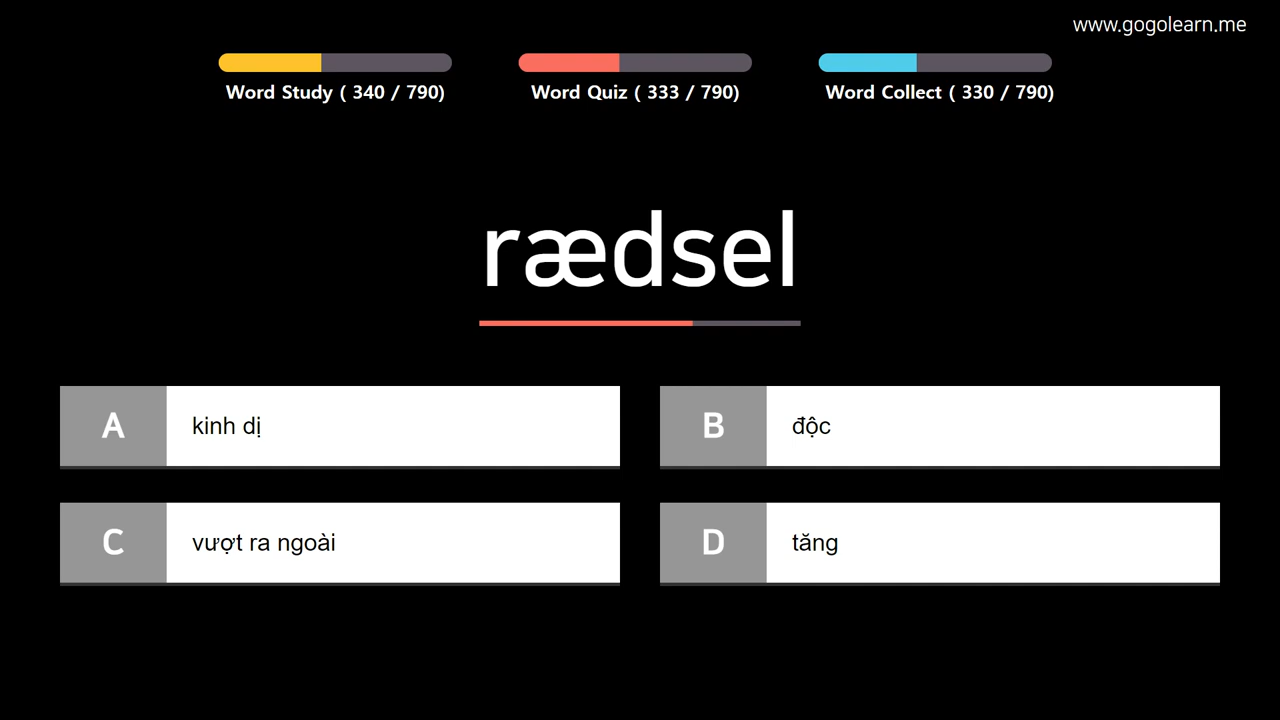 www.gogolearn.me
Word Study ( 340 / 790)
Word Quiz ( 333 / 790)
Word Collect ( 330 / 790)
rædsel
A
kinh dị
B
độc
C
vượt ra ngoài
D
tăng